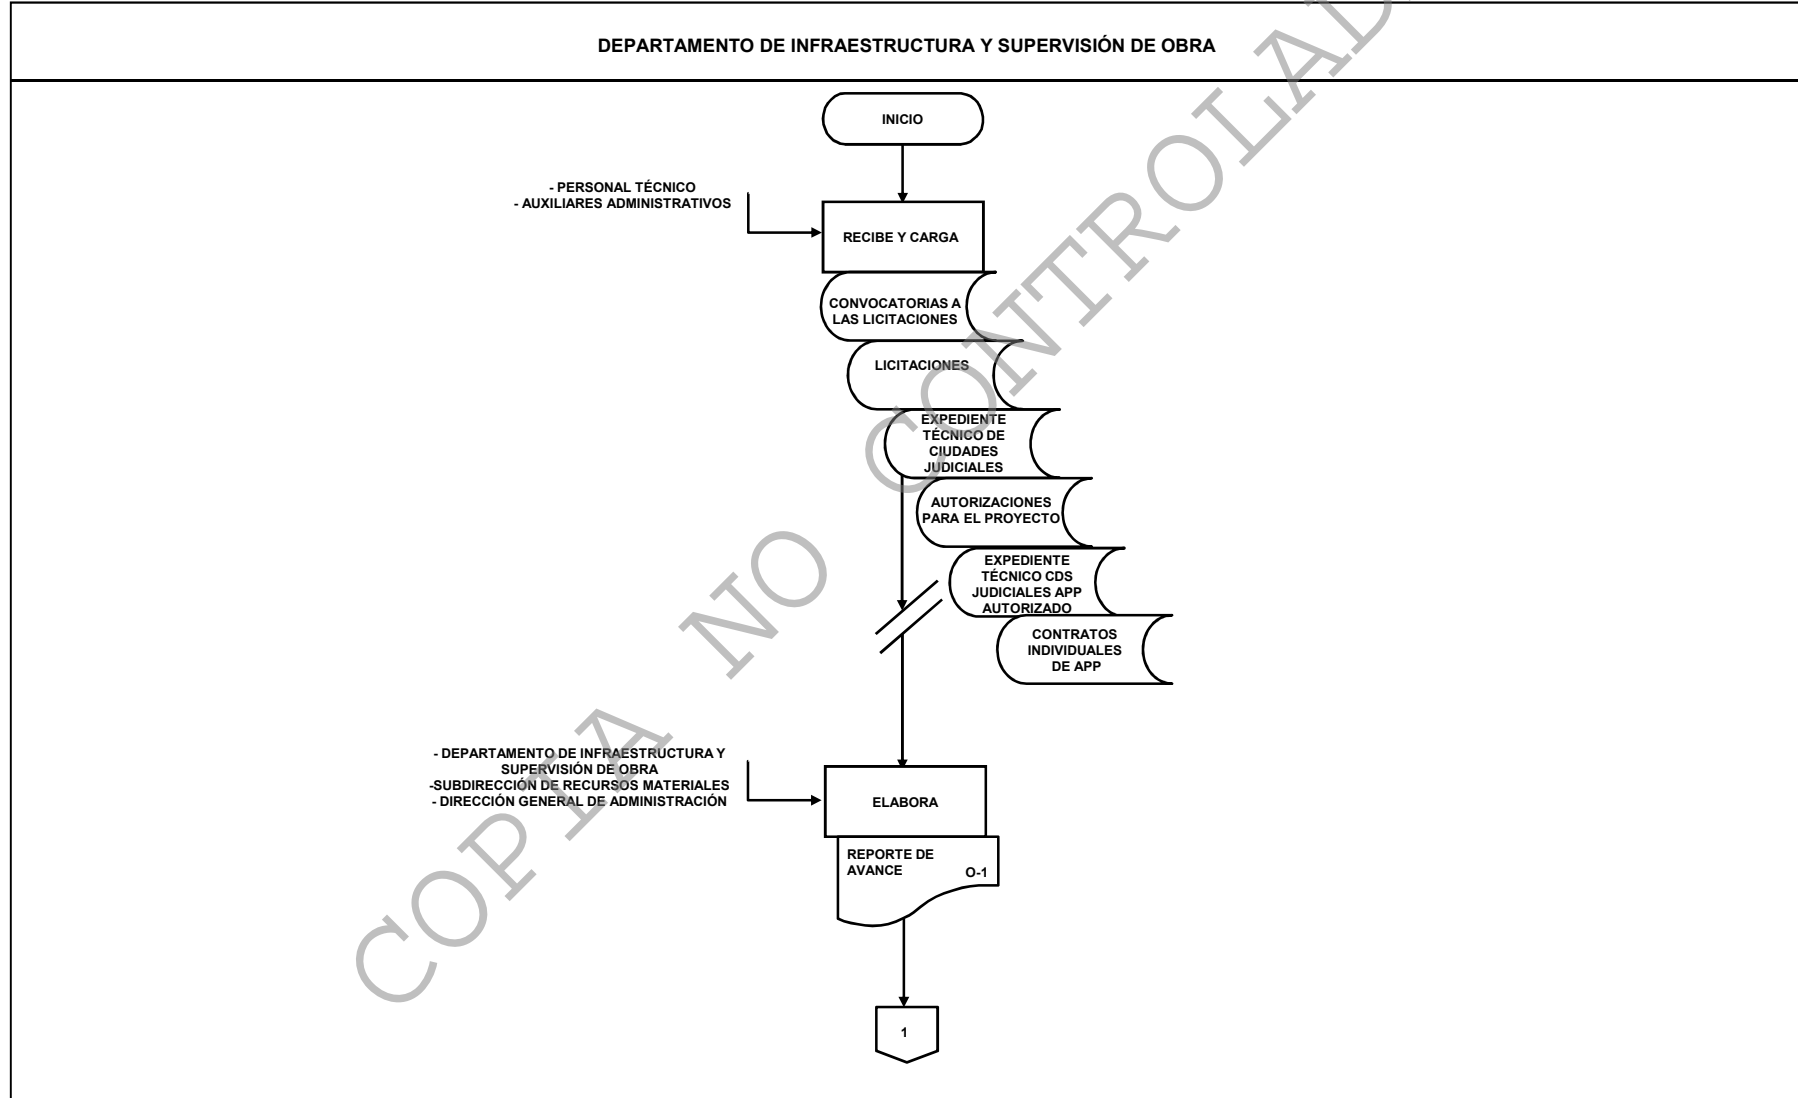 DEPARTAMENTO DE INFRAESTRUCTURA Y SUPERVISIÓN DE OBRA
INICIO
- PERSONAL TÉCNICO
- AUXILIARES ADMINISTRATIVOS
RECIBE Y CARGA
CONVOCATORIAS A
LAS LICITACIONES
LICITACIONES
EXPEDIENTE
TÉCNICO DE
CIUDADES
JUDICIALES
AUTORIZACIONES
PARA EL PROYECTO
EXPEDIENTE
TÉCNICO CDS
JUDICIALES APP
AUTORIZADO
CONTRATOS
INDIVIDUALES
DE APP
- DEPARTAMENTO DE INFRAESTRUCTURA Y
SUPERVISIÓN DE OBRA
-SUBDIRECCIÓN DE RECURSOS MATERIALES
- DIRECCIÓN GENERAL DE ADMINISTRACIÓN
ELABORA
REPORTE DE
AVANCE O-1
1
COPIA NO CONTROLAD